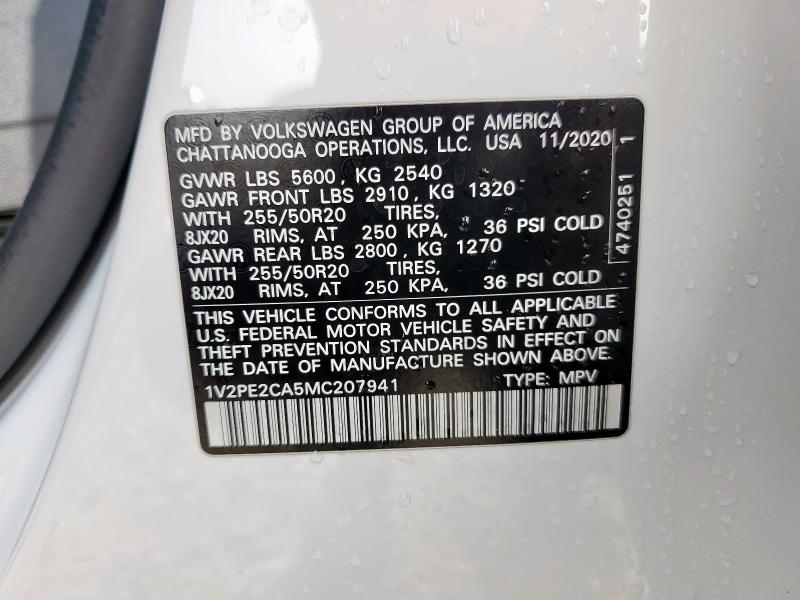 MFD BY VOLKSWAGEN GROUP OF AMERICA
CHATTANOOGA OPERATIONS, LLC. USA 11/2020
GVWR LBS 5600, KG 2540
GAWR FRONT LBS 2910, KG 1320
WITH 255/50R20 TIRES,
8JX20 RIMS, AT 250 KPA, 36 PSI COLD
GAWR REAR LBS 2800, KG 1270
WITH 255/50R20 TIRES,
8JX20 RIMS, AT 250 KPA, 36 PSI COLD
THIS VEHICLE CONFORMS TO ALL APPLICABLE
U.S. FEDERAL MOTOR VEHICLE SAFETY AND
THEFT PREVENTION STANDARDS IN EFFECT ON
THE DATE OF MANUFACTURE SHOWN ABOVE.
1V2PE2CA5MC207941 TYPE: MPV
4740251 1